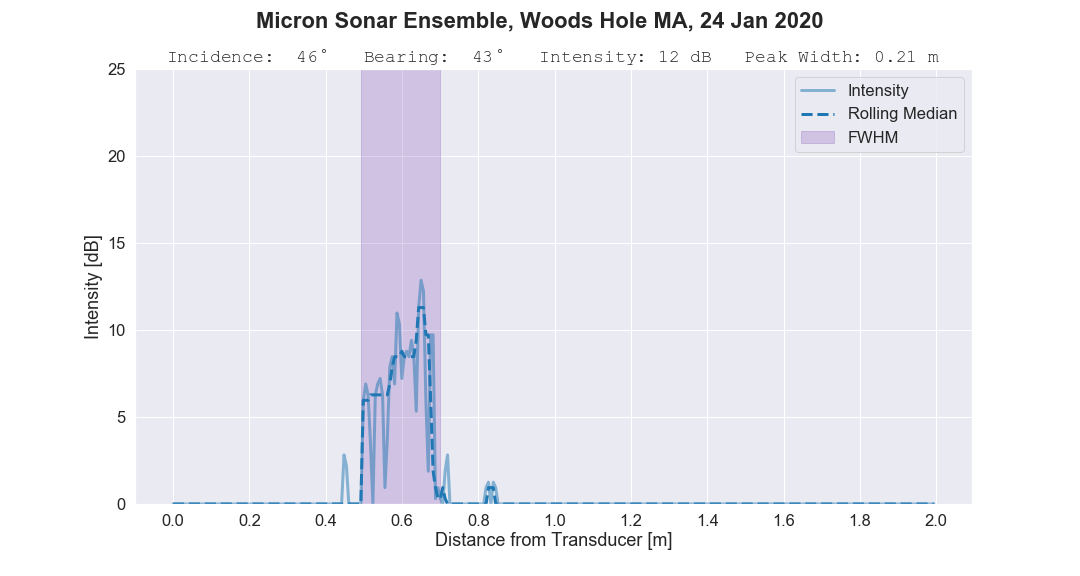 Micron Sonar Ensemble, Woods Hole MA, 24 Jan 2020
Incidence:  46°   Bearing:  43°   Intensity: 12 dB   Peak Width: 0.21 m
25
20
15
10
5
0
Intensity [dB]
Intensity
Rolling Median
FWHM
0.0 0.2 0.4 0.6 0.8 1.0 1.2 1.4 1.6 1.8 2.0
Distance from Transducer [m]